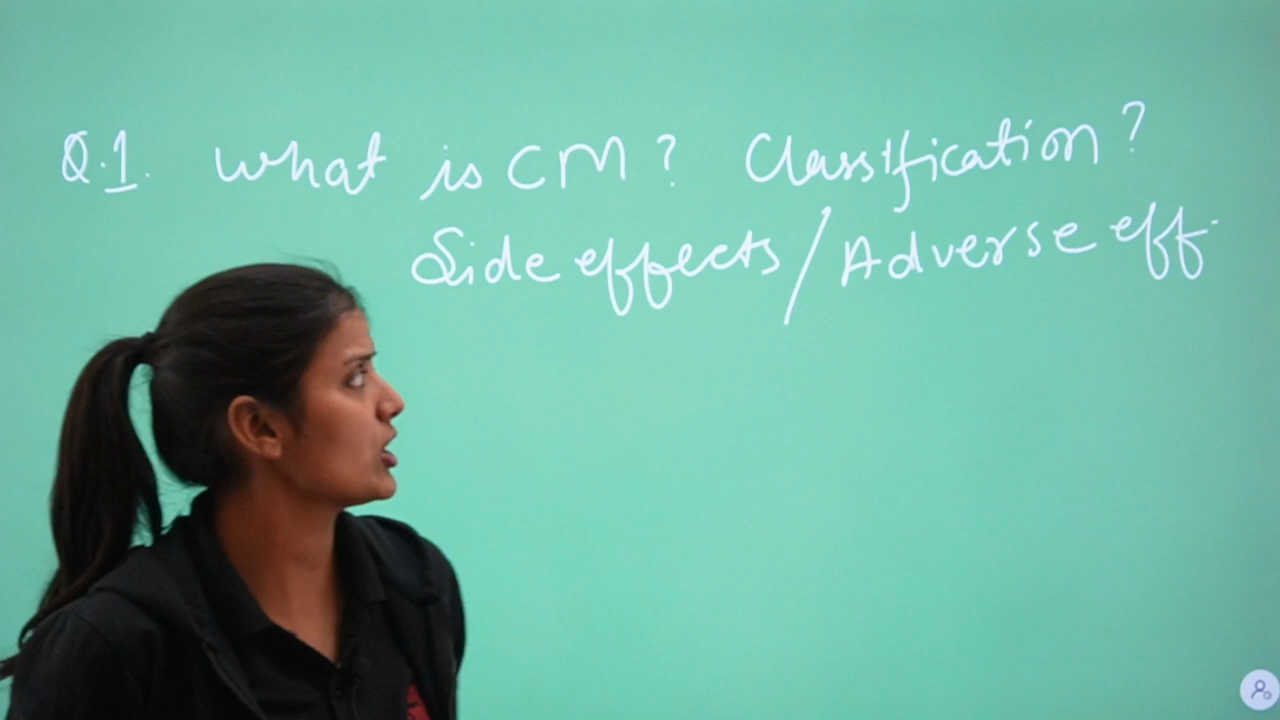 Q.1. What is CM? Classification?
Side effects/Adverse eff.